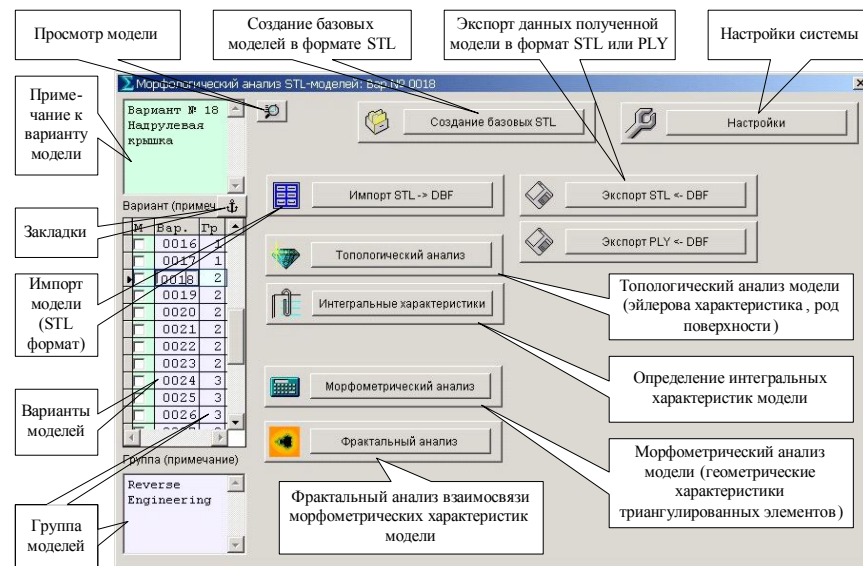 Просмотр модели
Создание базовых
моделей в формате STL
Экспорт данных полученной
модели в формат STL или PLY
Настройки системы
Морфологический анализ STL-моделей: Вар.№ 0018
Приме-
чание к
варианту
модели
Вариант № 18
Надрулевая
крышка
Создание базовых STL
Настройки
Вариант (примеч
Импорт STL -> DBF
Экспорт STL <- DBF
Закладки
М Вар. Гр
0016 1
0017 1
0018 2
0019 2
0020 2
0021 2
0022 2
0023 2
0024 3
0025 3
0026 3
Экспорт PLY <- DBF
Топологический анализ
Импорт
модели
(STL
формат)
Интегральные характеристики
Топологический анализ модели
(эйлерова характеристика , род
поверхности)
Варианты
моделей
Морфометрический анализ
Определение интегральных
характеристик модели
Фрактальный анализ
Группа (примечание)
Reverse
Engineering
Морфометрический анализ
модели (геометрические
характеристики
триангулированных элементов)
Фрактальный анализ взаимосвязи
морфометрических характеристик
модели
Группа
моделей